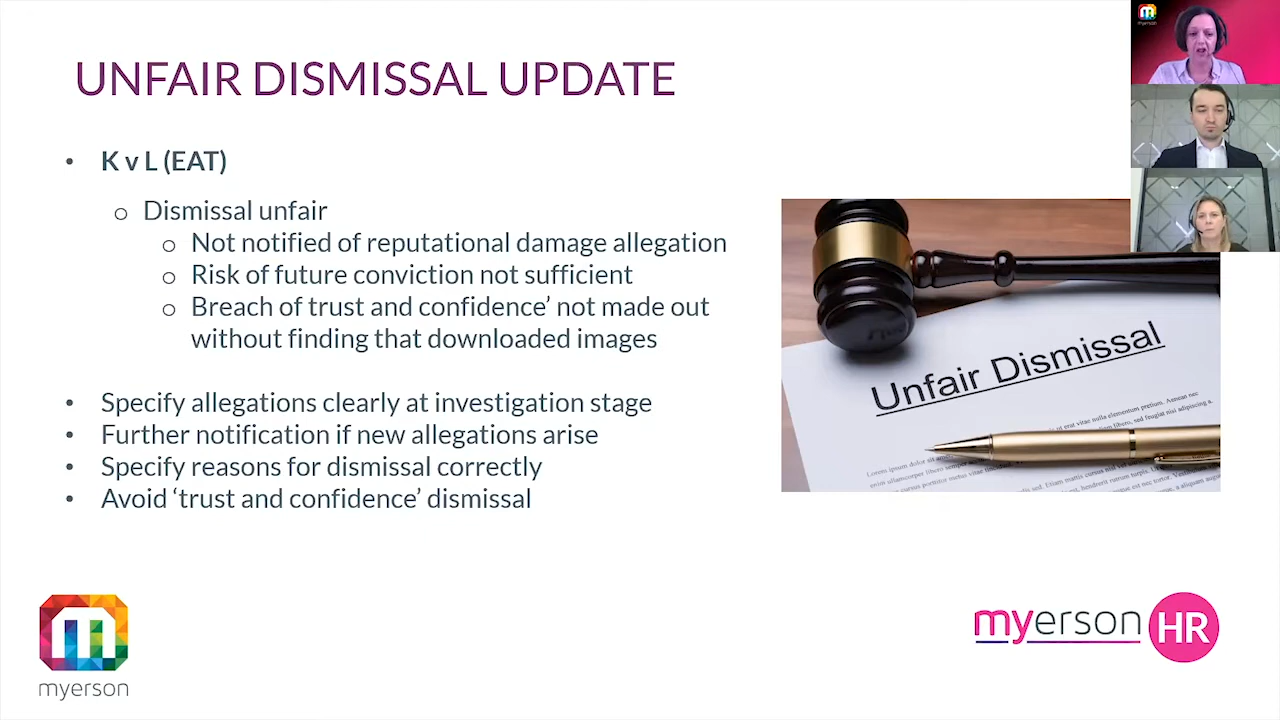 UNFAIR DISMISSAL UPDATE
• K v L (EAT)
o Dismissal unfair
o Not notified of reputational damage allegation
o Risk of future conviction not sufficient
o Breach of trust and confidence’ not made out
without finding that downloaded images
• Specify allegations clearly at investigation stage
• Further notification if new allegations arise
• Specify reasons for dismissal correctly
• Avoid ‘trust and confidence’ dismissal
Unfair Dismissal
myerson
myerson
myerson HR